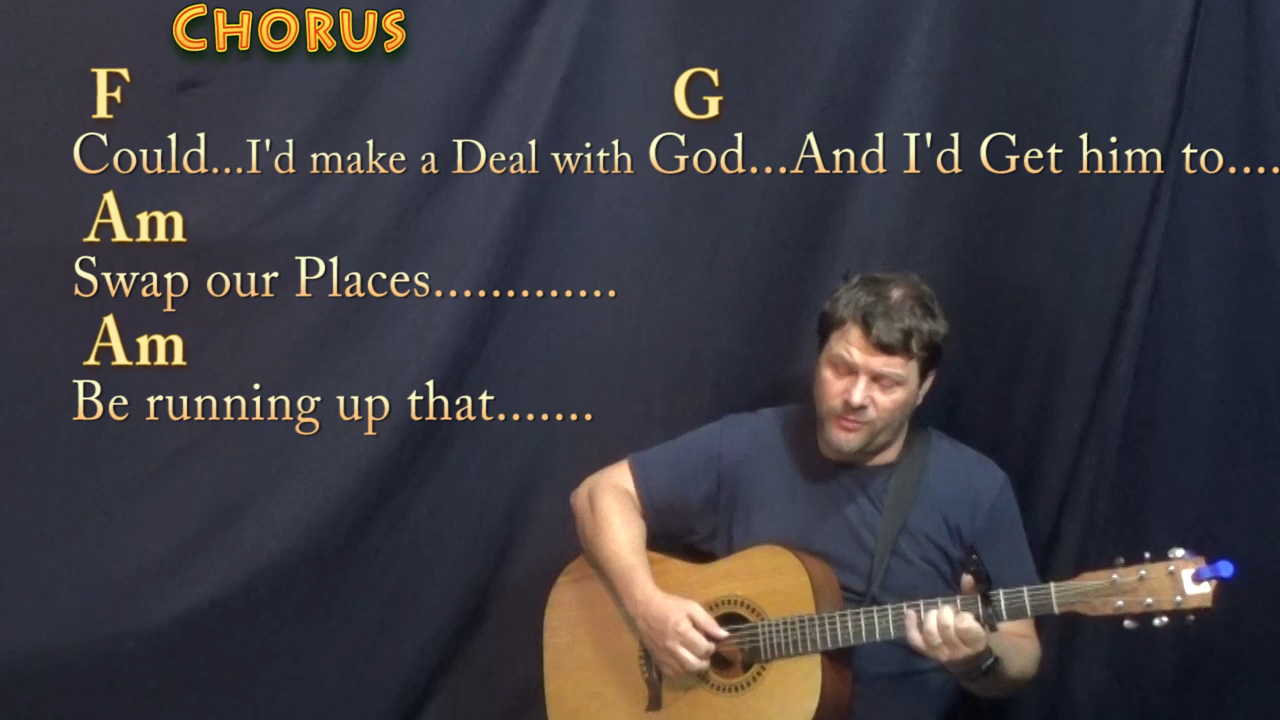 CHORUS
F G
Could...I'd make a Deal with God...And I'd Get him to....
Am
Swap our Places.............
Am
Be running up that.......